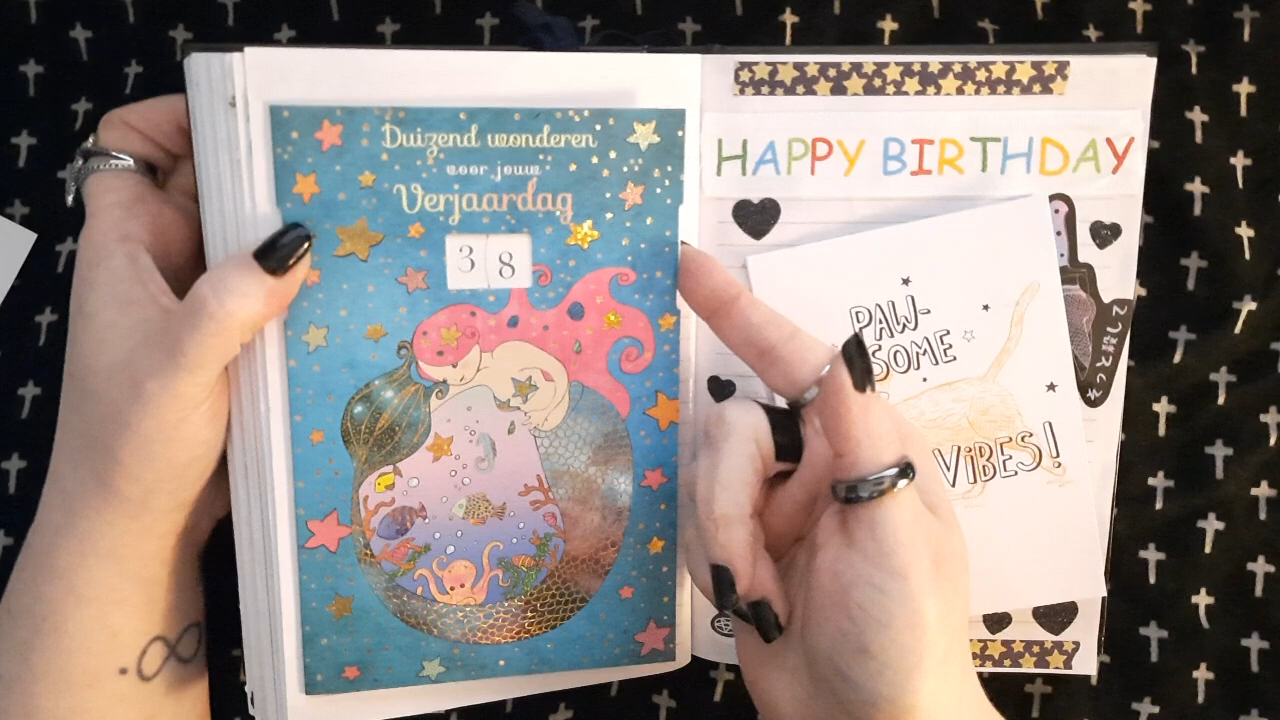 Duizend wonderen
voor jouw
Verjaardag
3 8
HAPPY BIRTHDAY
PAW-
SOME
VIBES!